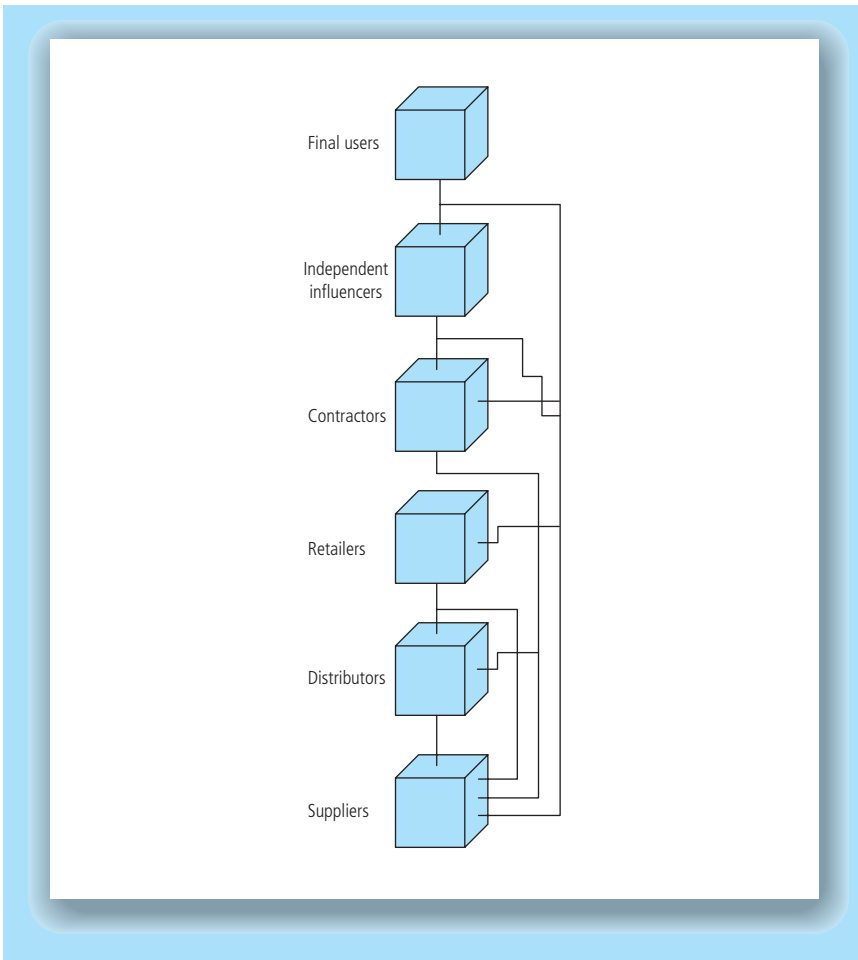 Final users
Independent
influencers
Contractors
Retailers
Distributors
Suppliers